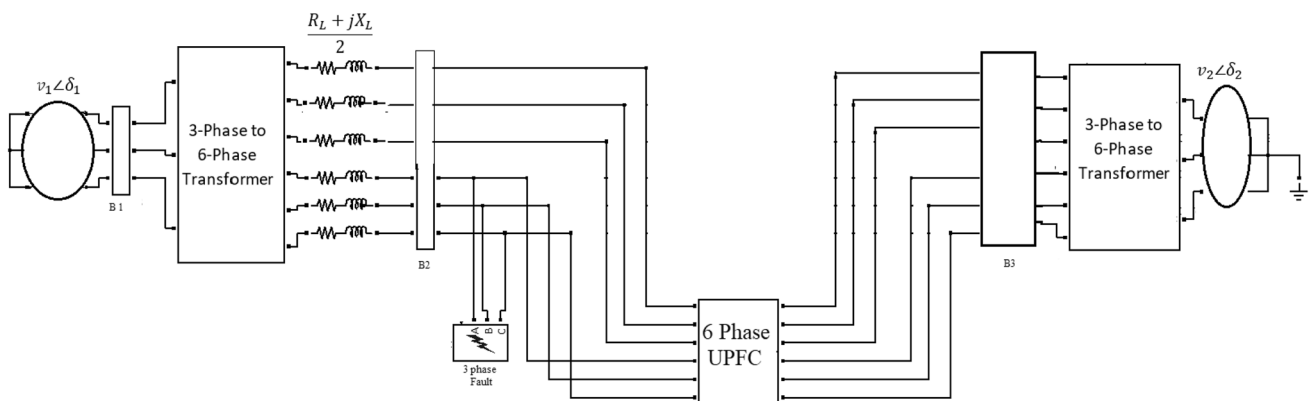 R_L + jX_L
2
v₁∠δ₁
3-Phase to
6-Phase
Transformer
B 1
B2
A
B
C
3 phase
Fault
6 Phase
UPFC
B3
3-Phase to
6-Phase
Transformer
v₂∠δ₂